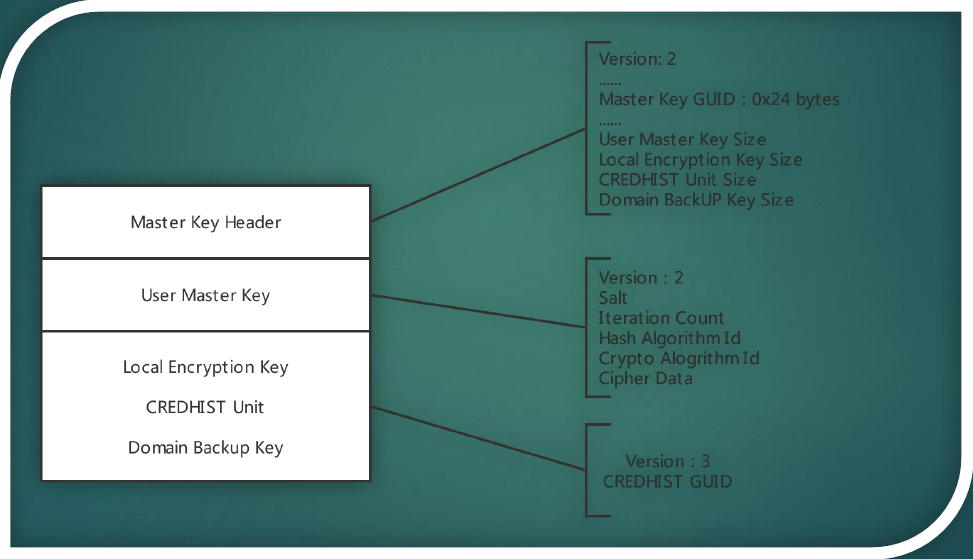 Master Key Header
User Master Key
Local Encryption Key
CREDHIST Unit
Domain Backup Key
Version: 2
......
Master Key GUID : 0x24 bytes
......
User Master Key Size
Local Encryption Key Size
CREDHIST Unit Size
Domain BackUP Key Size
Version : 2
Salt
Iteration Count
Hash Algorithm Id
Crypto Alogrithm Id
Cipher Data
Version : 3
CREDHIST GUID